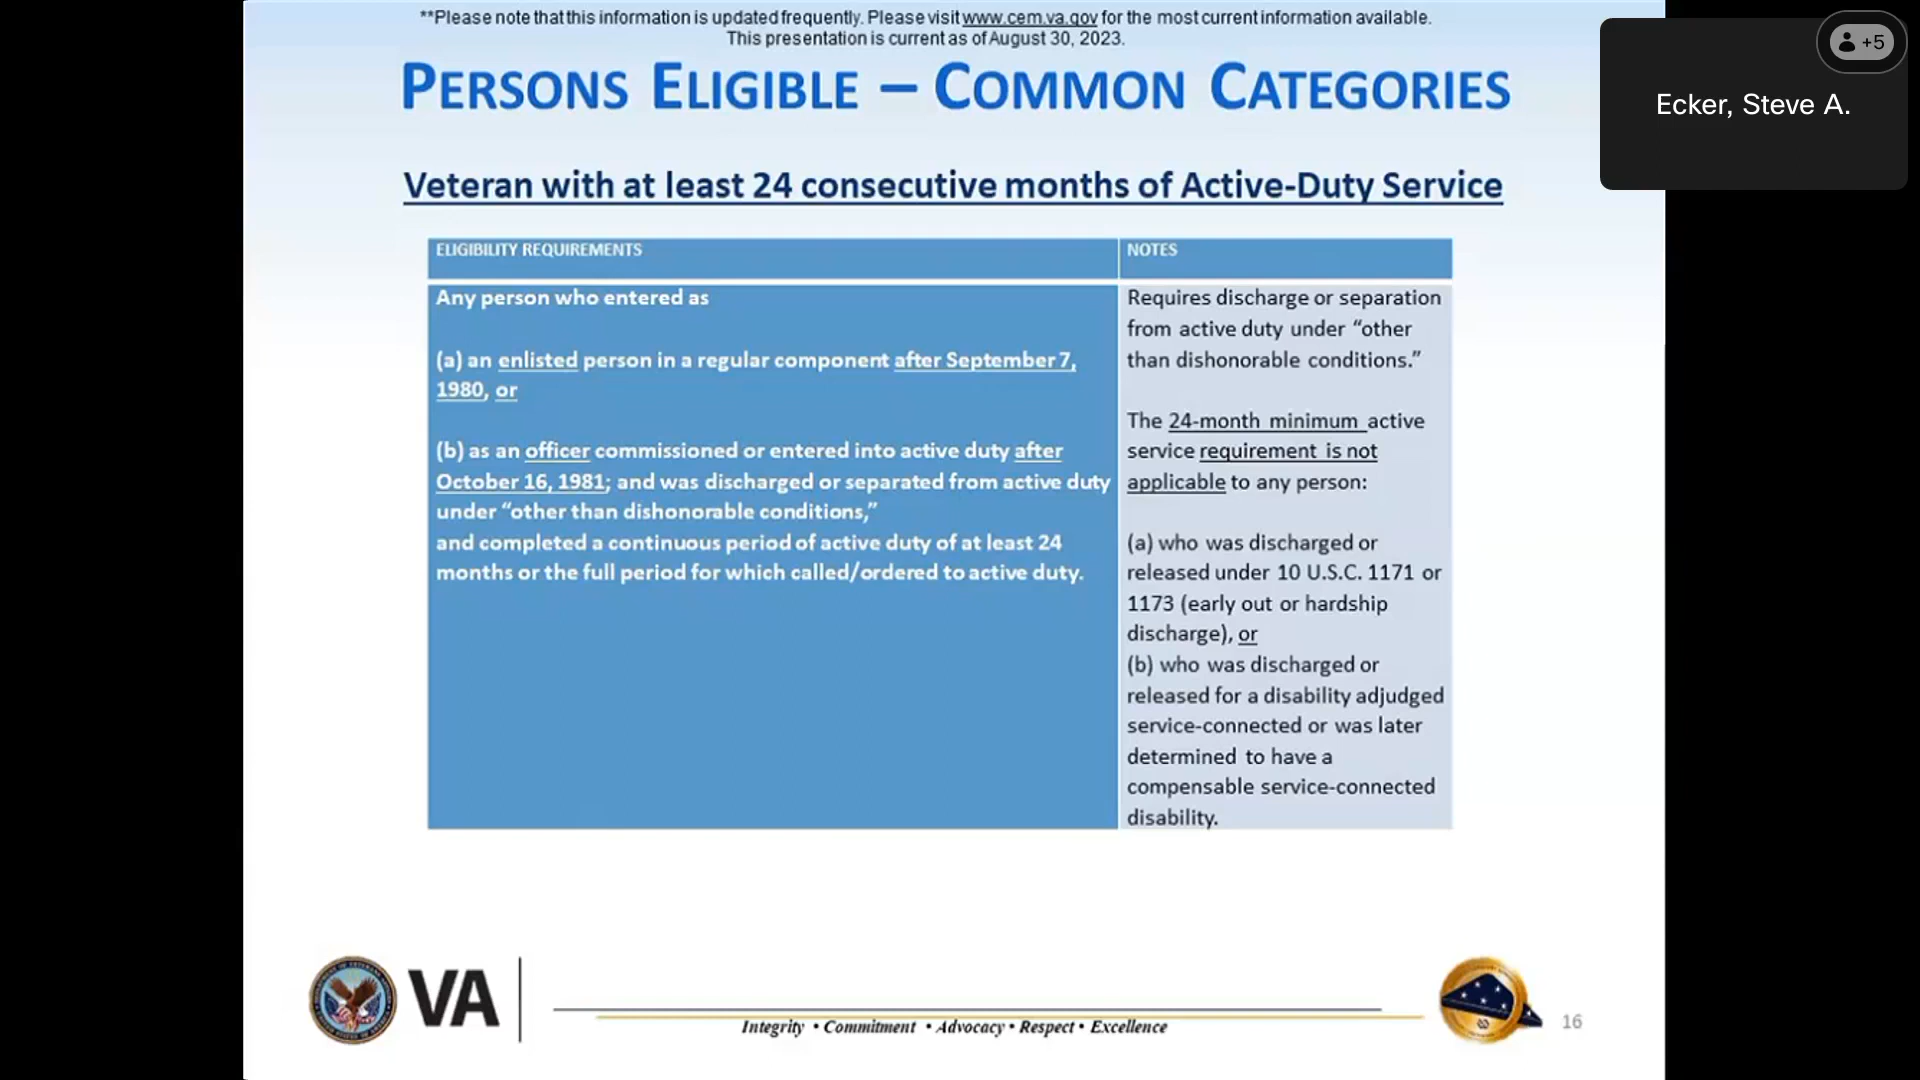 **Please note that this information is updated frequently. Please visit www.cem.va.gov for the most current information available.
This presentation is current as of August 30, 2023.
PERSONS ELIGIBLE – COMMON CATEGORIES
+5
Ecker, Steve A.
Veteran with at least 24 consecutive months of Active-Duty Service
ELIGIBILITY REQUIREMENTS
Any person who entered as
(a) an enlisted person in a regular component after September 7,
1980, or
(b) as an officer commissioned or entered into active duty after
October 16, 1981; and was discharged or separated from active duty
under “other than dishonorable conditions,”
and completed a continuous period of active duty of at least 24
months or the full period for which called/ordered to active duty.
NOTES
Requires discharge or separation
from active duty under “other
than dishonorable conditions.”
The 24-month minimum active
service requirement is not
applicable to any person:
(a) who was discharged or
released under 10 U.S.C. 1171 or
1173 (early out or hardship
discharge), or
(b) who was discharged or
released for a disability adjudged
service-connected or was later
determined to have a
compensable service-connected
disability.
VA
Integrity • Commitment • Advocacy • Respect • Excellence
16